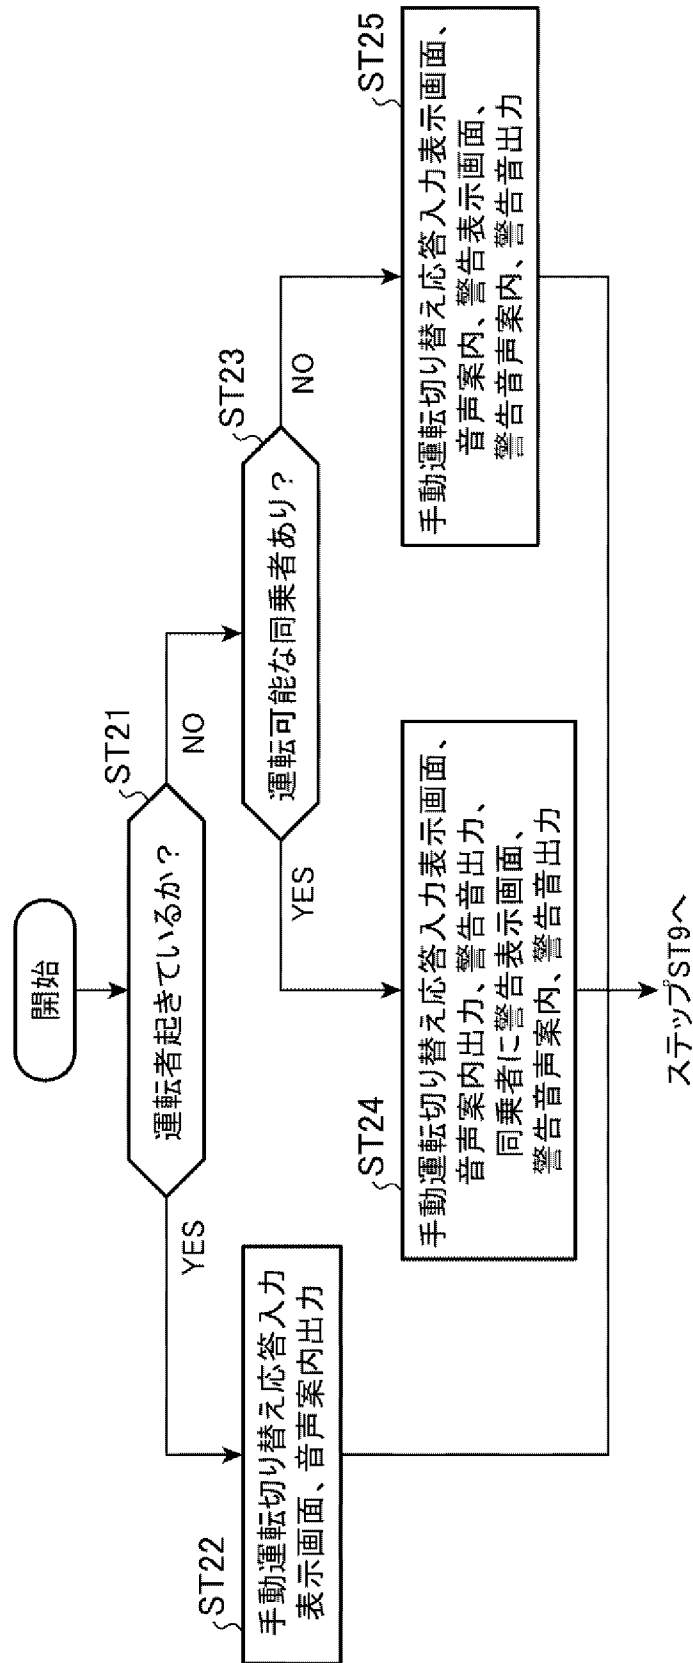 開始
ST21
運転者起きているか？
YES
NO
ST22
手動運転切り替え応答入力
表示画面、音声案内出力
ST23
運転可能な同乗者あり？
YES
NO
ST24
手動運転切り替え応答入力表示画面、
音声案内出力、警告音出力、
同乗者に警告表示画面、
警告音声案内、警告音出力
ST25
手動運転切り替え応答入力表示画面、
音声案内、警告表示画面、
警告音声案内、警告音出力
ステップST9へ